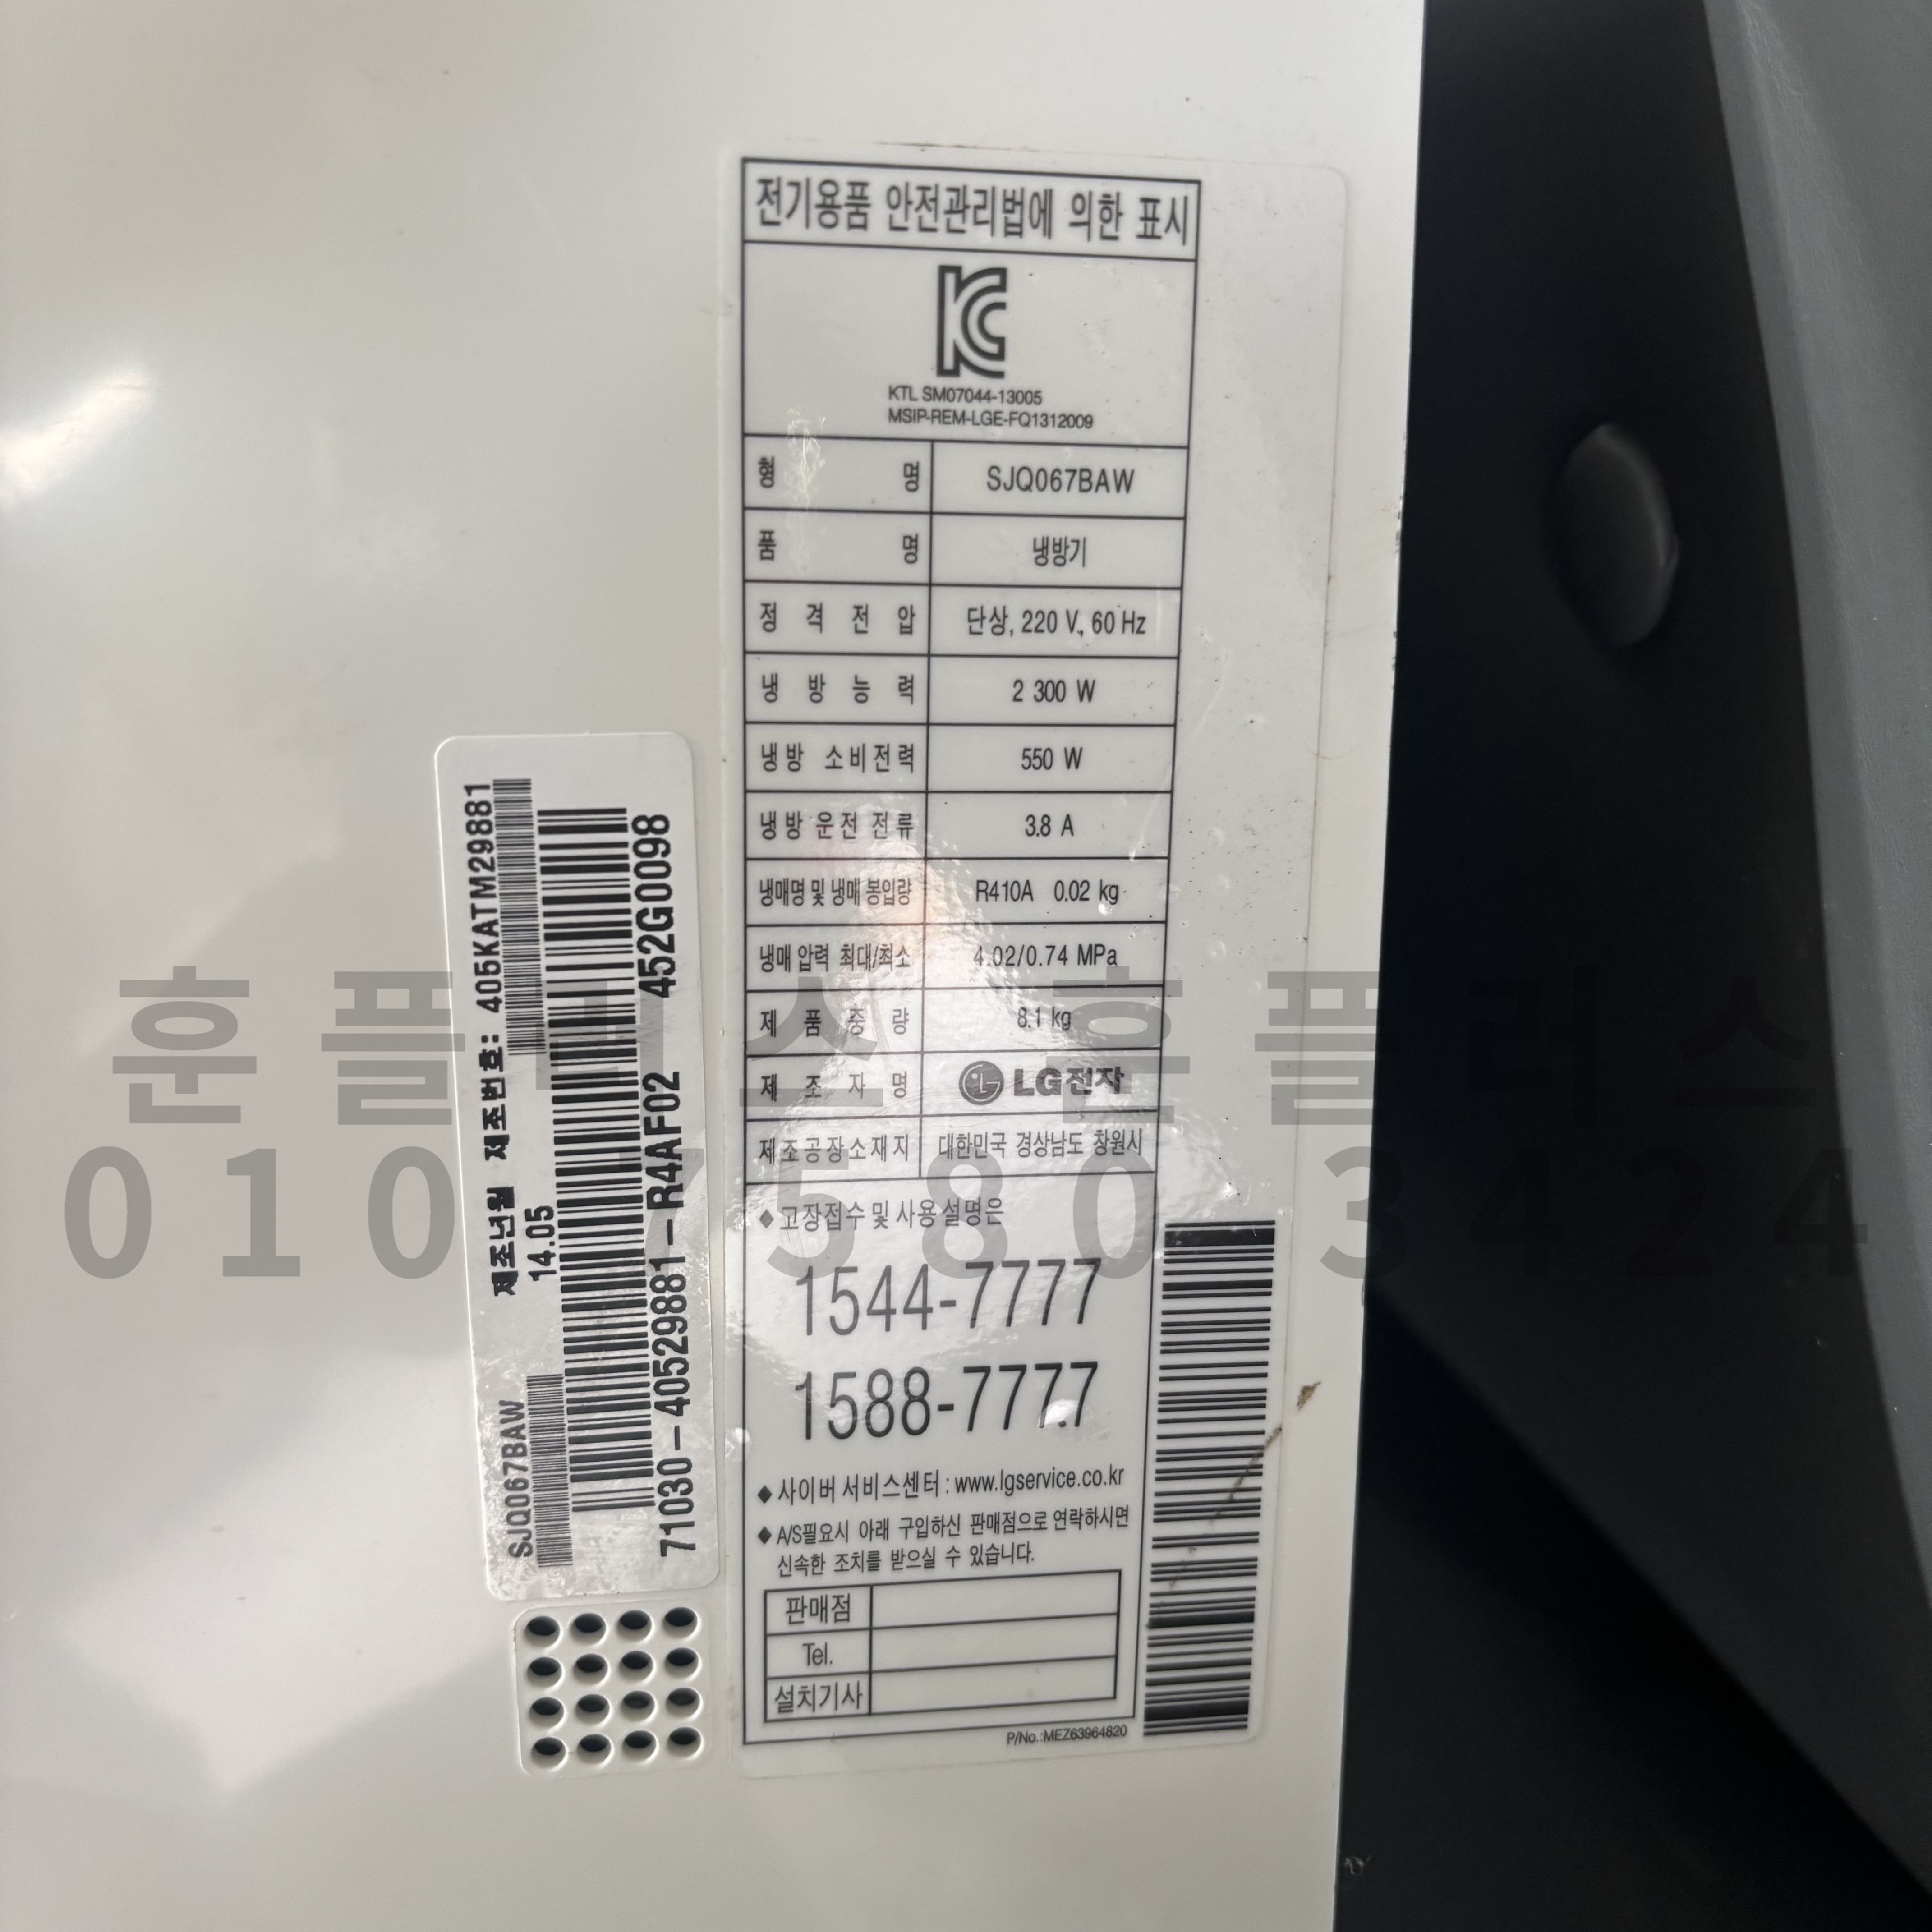 전기용품 안전관리법에 의한 표시
KTL SM07044-13005
MSIP-REM-LGE-FQ1312009
형 명 SJQ067BAW
품 명 냉방기
정 격 전 압 단상, 220 V, 60 Hz
냉 방 능 력 2 300 W
냉방 소비전력 550 W
냉방 운전 전류 3.8 A
냉매명 및 냉매 봉입량 R410A 0.02 kg
냉매 압력 최대/최소 4.02/0.74 MPa
제 품 중 량 8.1 kg
제 조 자 명 LG전자
제조공장소재지 대한민국 경상남도 창원시
◆ 고장접수 및 사용 설명은
1544-7777
1588-7777
◆ 사이버 서비스센터 : www.lgservice.co.kr
◆ A/S필요시 아래 구입하신 판매점으로 연락하시면
신속한 조치를 받으실 수 있습니다.
판매점
Tel.
설치기사
P/No.:MEZ63964820
제조년월 제조번호: 405KATM29881
14.05
SJQ067BAW
71030-40529881-R4AF02 452G0098
훈플러스 훈플러스
010 7580 3424